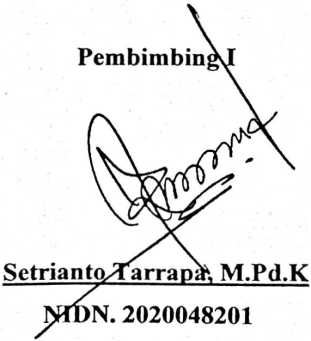 Pembimbing I
Setrianto Tarrapa, M.Pd.K
NIDN. 2020048201